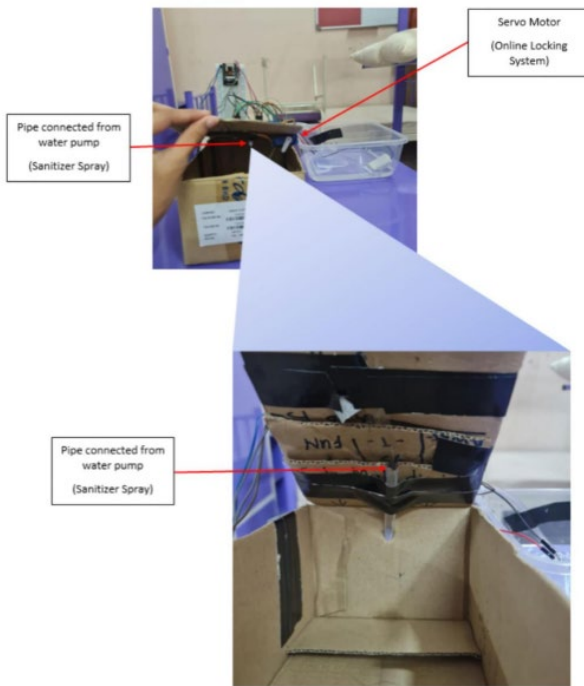 Servo Motor
(Online Locking
System)
Pipe connected from
water pump
(Sanitizer Spray)
Pipe connected from
water pump
(Sanitizer Spray)
FUN